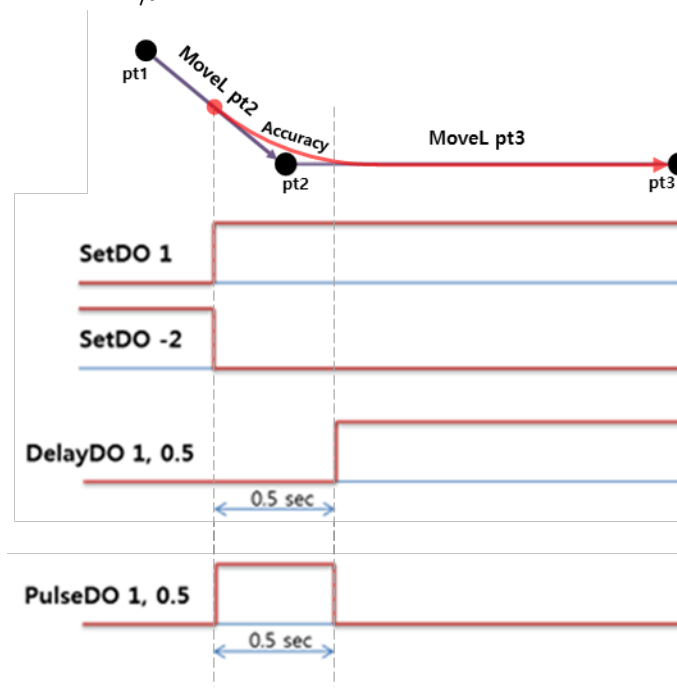 pt1
MoveL pt2
Accuracy
MoveL pt3
pt2
pt3
SetDO 1
SetDO -2
DelayDO 1, 0.5
0.5 sec
PulseDO 1, 0.5
0.5 sec